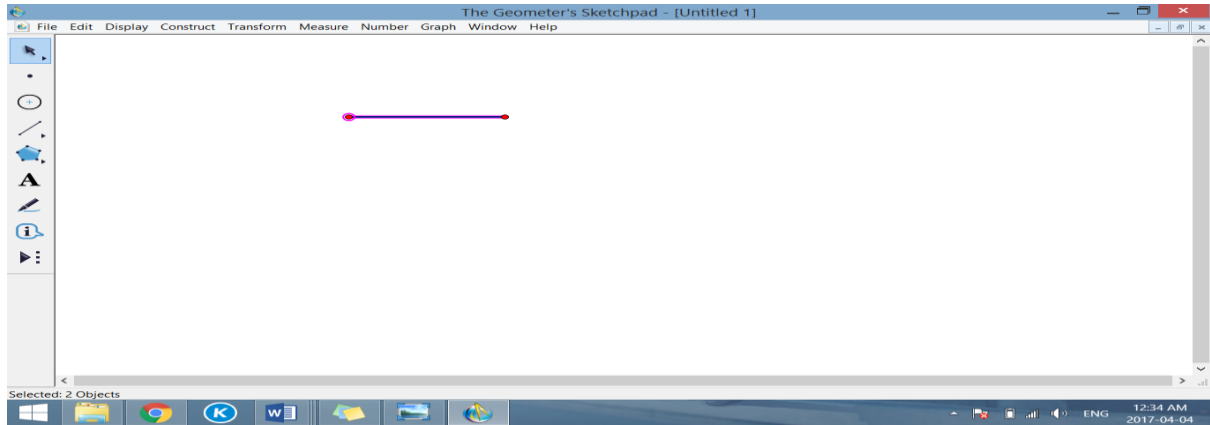 The Geometer's Sketchpad - [Untitled 1]
File Edit Display Construct Transform Measure Number Graph Window Help
A
i
Selected: 2 Objects
K
W
ENG
12:34 AM
2017-04-04